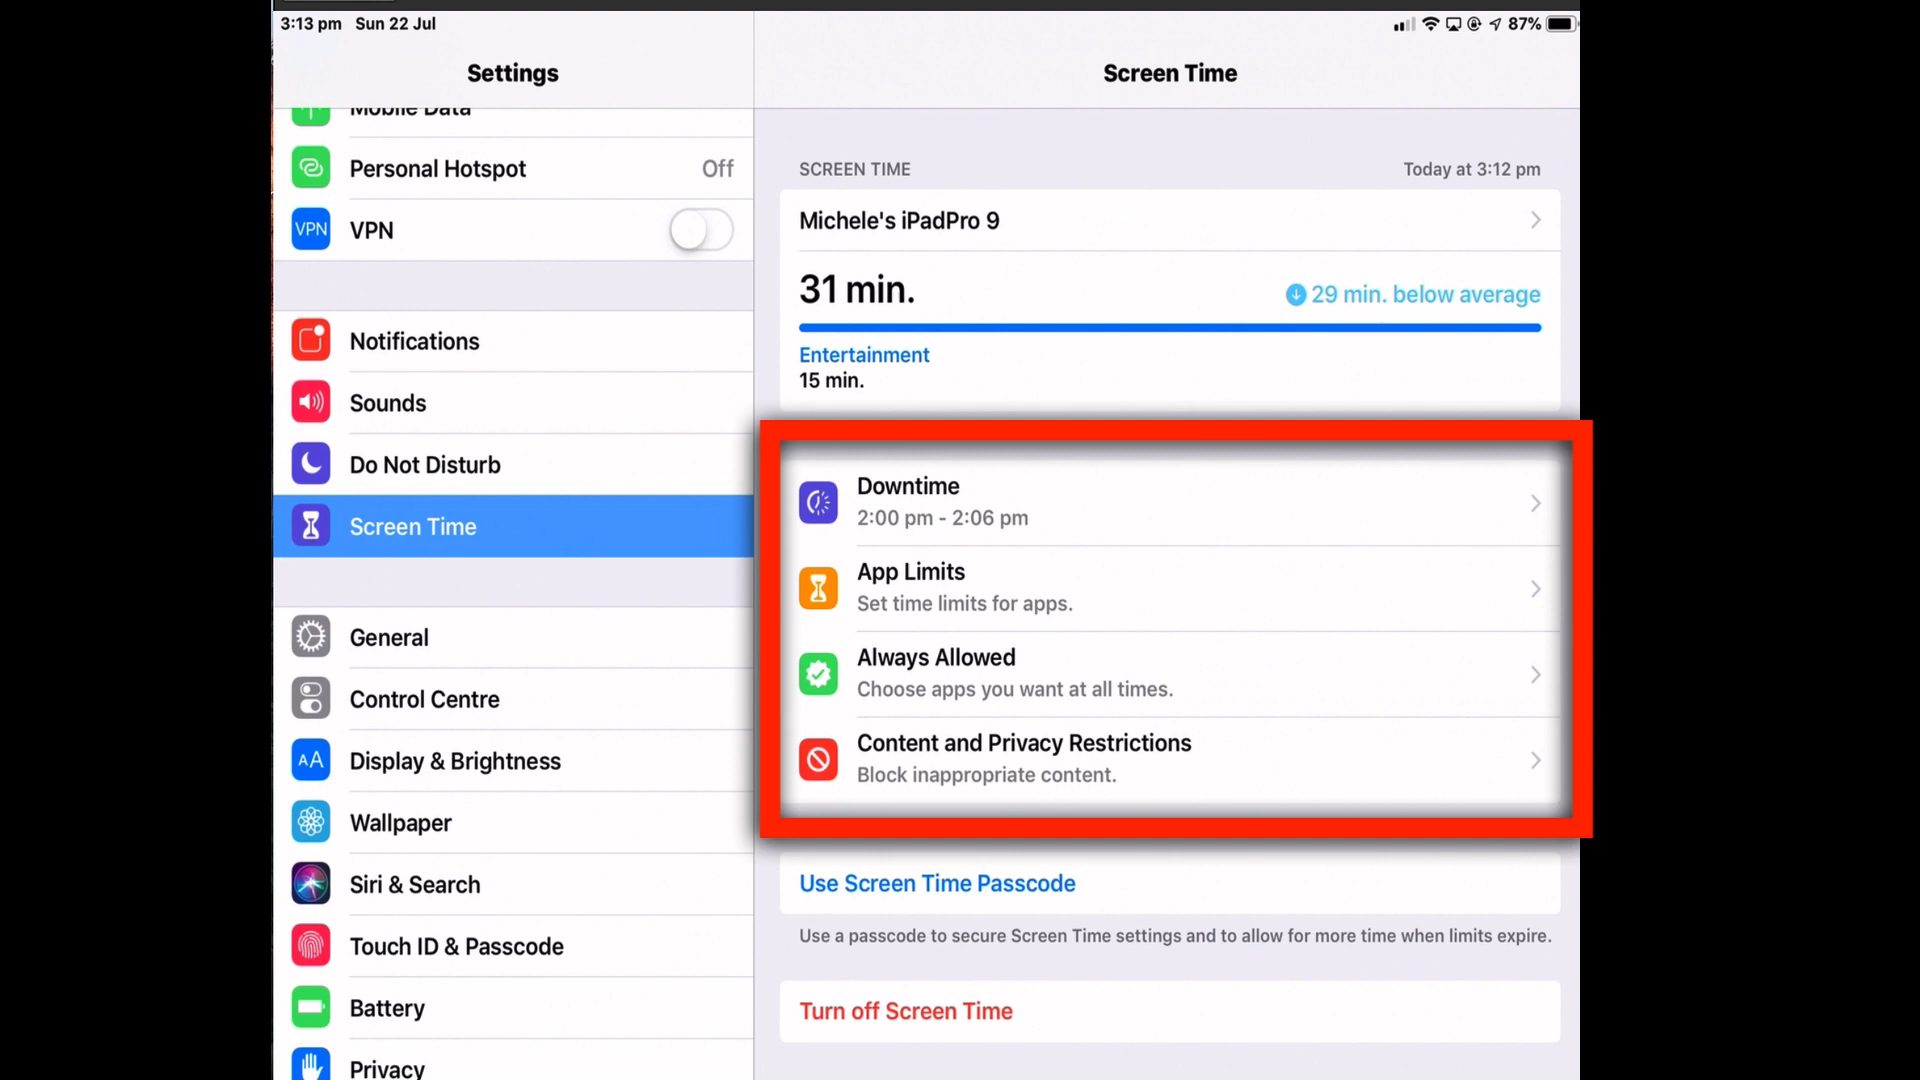 3:13 pm Sun 22 Jul
87%
Settings
Mobile Data
Personal Hotspot Off
VPN VPN
Notifications
Sounds
Do Not Disturb
Screen Time
General
Control Centre
AA Display & Brightness
Wallpaper
Siri & Search
Touch ID & Passcode
Battery
Privacy
Screen Time
SCREEN TIME Today at 3:12 pm
Michele's iPadPro 9
31 min. 29 min. below average
Entertainment
15 min.
Downtime
2:00 pm - 2:06 pm
App Limits
Set time limits for apps.
Always Allowed
Choose apps you want at all times.
Content and Privacy Restrictions
Block inappropriate content.
Use Screen Time Passcode
Use a passcode to secure Screen Time settings and to allow for more time when limits expire.
Turn off Screen Time